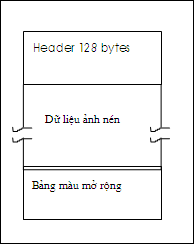 Header 128 bytes
Dữ liệu ảnh nén
Bảng màu mở rộng